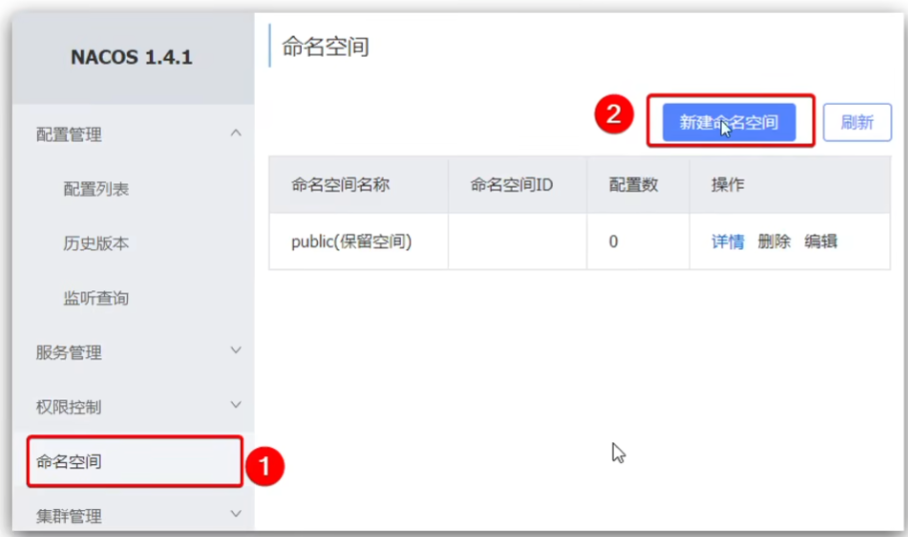 NACOS 1.4.1
配置管理
配置列表
历史版本
监听查询
服务管理
权限控制
命名空间
1
集群管理
命名空间
2
新建命名空间 刷新
命名空间名称 命名空间ID 配置数 操作
public(保留空间) 0 详情 删除 编辑